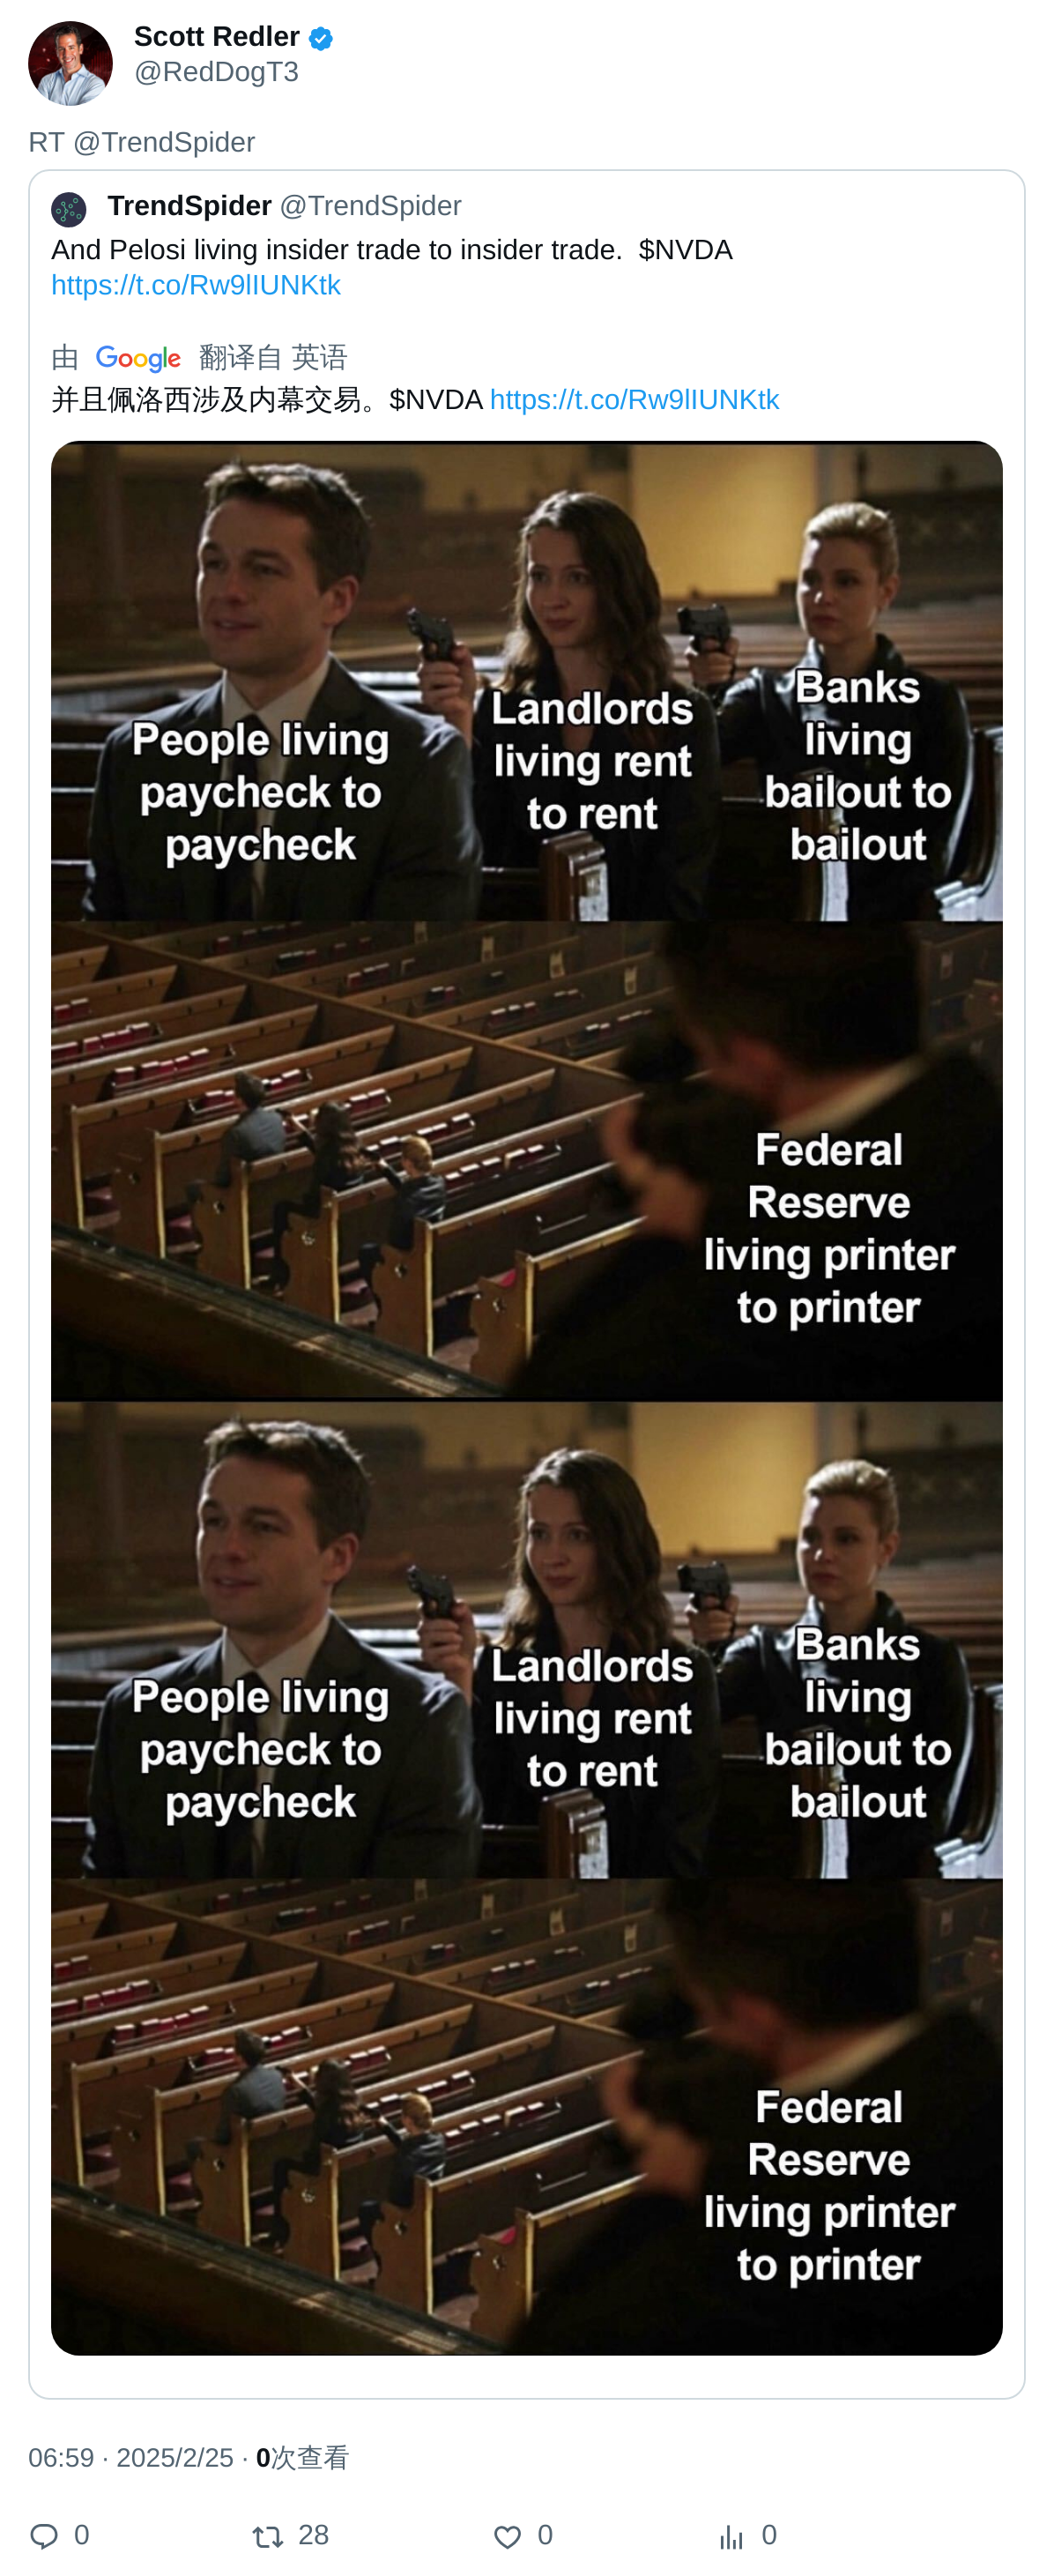 Scott Redler
@RedDogT3
RT @TrendSpider
TrendSpider @TrendSpider
And Pelosi living insider trade to insider trade.  $NVDA
https://t.co/Rw9lIUNKtk
由 Google 翻译自 英语
并且佩洛西涉及内幕交易。$NVDA https://t.co/Rw9lIUNKtk
People living
paycheck to
paycheck
Landlords
living rent
to rent
Banks
living
bailout to
bailout
Federal
Reserve
living printer
to printer
People living
paycheck to
paycheck
Landlords
living rent
to rent
Banks
living
bailout to
bailout
Federal
Reserve
living printer
to printer
06:59 · 2025/2/25 · 0次查看
0 28 0 0